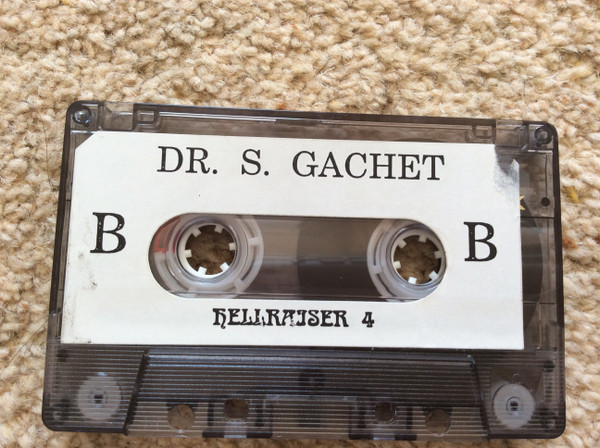 DR. S. GACHET
B B
HELLRAISER 4